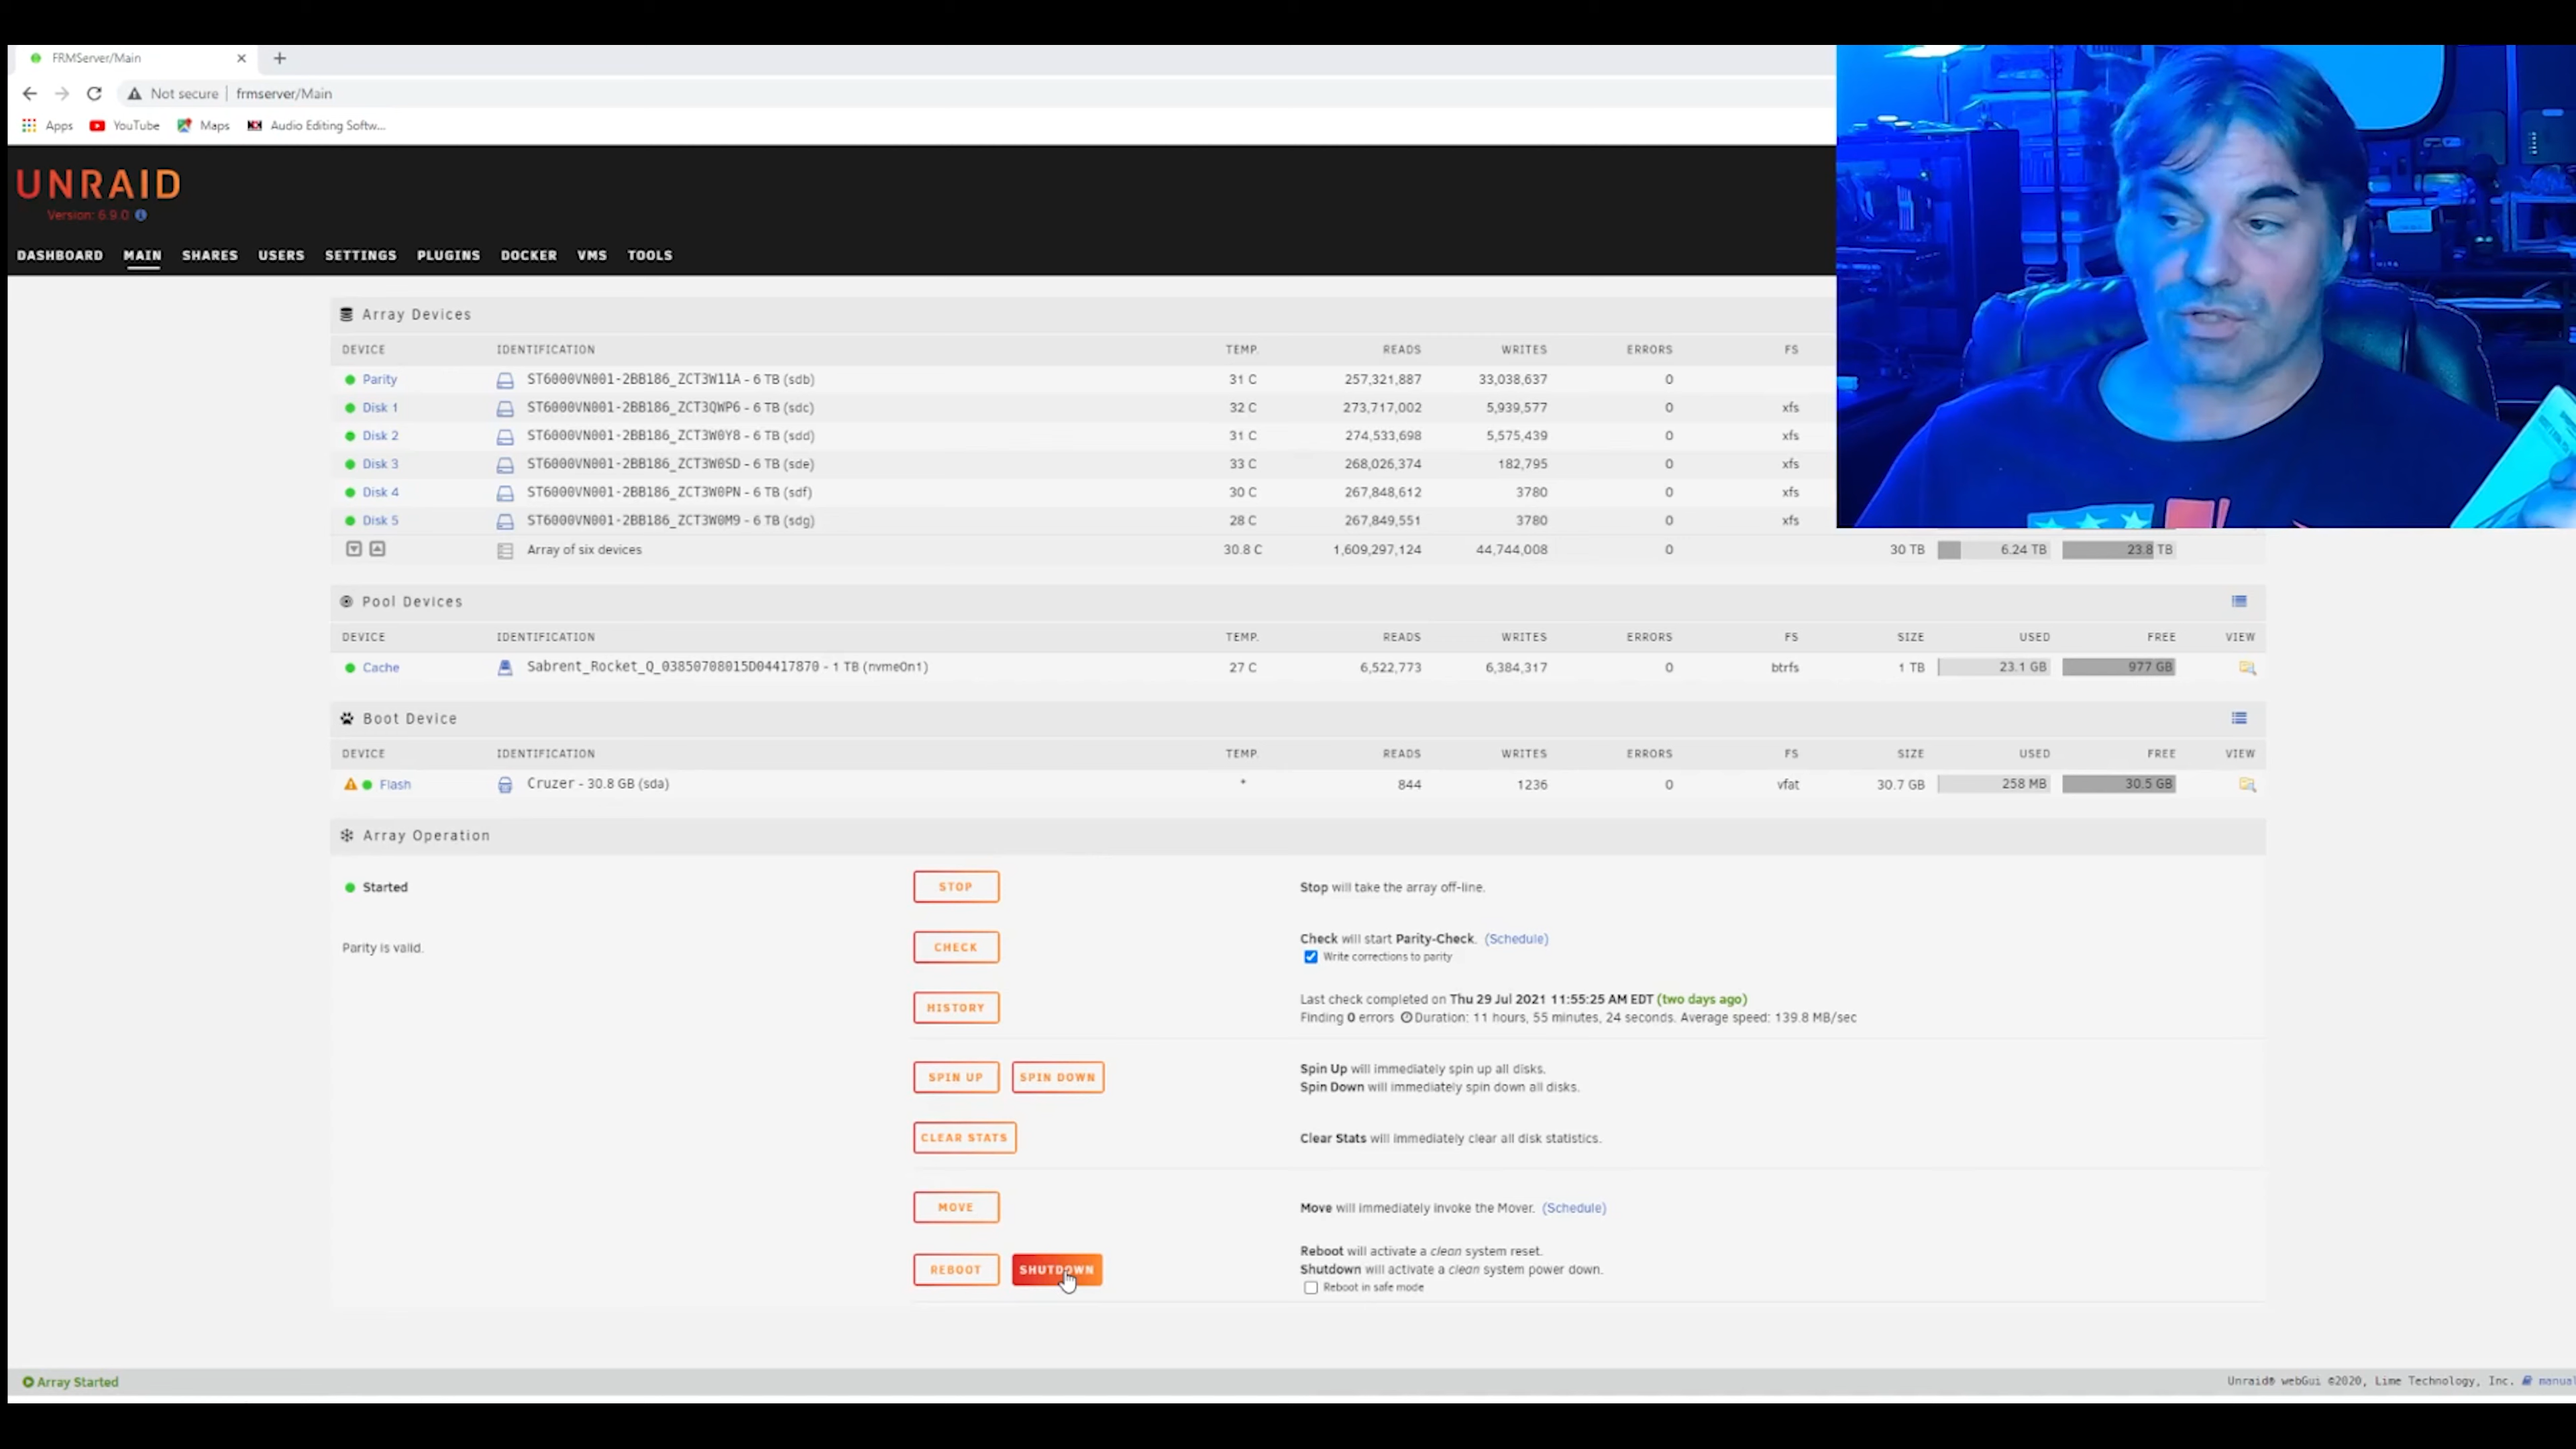 FRMServer/Main
Not secure | frmserver/Main
Apps YouTube Maps Audio Editing Softw...
UNRAID
Version: 6.9.0
DASHBOARD MAIN SHARES USERS SETTINGS PLUGINS DOCKER VMS TOOLS
Array Devices
DEVICE IDENTIFICATION TEMP. READS WRITES ERRORS FS
Parity ST6000VN001-2BB186_ZCT3W11A - 6 TB (sdb) 31 C 257,321,887 33,038,637 0
Disk 1 ST6000VN001-2BB186_ZCT3QWP6 - 6 TB (sdc) 32 C 273,717,002 5,939,577 0 xfs
Disk 2 ST6000VN001-2BB186_ZCT3W0Y8 - 6 TB (sdd) 31 C 274,533,698 5,575,439 0 xfs
Disk 3 ST6000VN001-2BB186_ZCT3W0SD - 6 TB (sde) 33 C 268,026,374 182,795 0 xfs
Disk 4 ST6000VN001-2BB186_ZCT3W0PN - 6 TB (sdf) 30 C 267,848,612 3780 0 xfs
Disk 5 ST6000VN001-2BB186_ZCT3W0M9 - 6 TB (sdg) 28 C 267,849,551 3780 0 xfs
Array of six devices 30.8 C 1,609,297,124 44,744,008 0 30 TB 6.24 TB 23.8 TB
Pool Devices
DEVICE IDENTIFICATION TEMP. READS WRITES ERRORS FS SIZE USED FREE VIEW
Cache Sabrent_Rocket_Q_03850708015D04417870 - 1 TB (nvme0n1) 27 C 6,522,773 6,384,317 0 btrfs 1 TB 23.1 GB 977 GB
Boot Device
DEVICE IDENTIFICATION TEMP. READS WRITES ERRORS FS SIZE USED FREE VIEW
Flash Cruzer - 30.8 GB (sda) * 844 1236 0 vfat 30.7 GB 258 MB 30.5 GB
Array Operation
Started STOP Stop will take the array off-line.
Parity is valid. CHECK Check will start Parity-Check. (Schedule)
Write corrections to parity
HISTORY Last check completed on Thu 29 Jul 2021 11:55:25 AM EDT (two days ago)
Finding 0 errors Duration: 11 hours, 55 minutes, 24 seconds. Average speed: 139.8 MB/sec
SPIN UP SPIN DOWN Spin Up will immediately spin up all disks.
Spin Down will immediately spin down all disks.
CLEAR STATS Clear Stats will immediately clear all disk statistics.
MOVE Move will immediately invoke the Mover. (Schedule)
REBOOT SHUTDOWN Reboot will activate a clean system reset.
Shutdown will activate a clean system power down.
Reboot in safe mode
Array Started Unraid® webGui ©2020, Lime Technology, Inc. manual